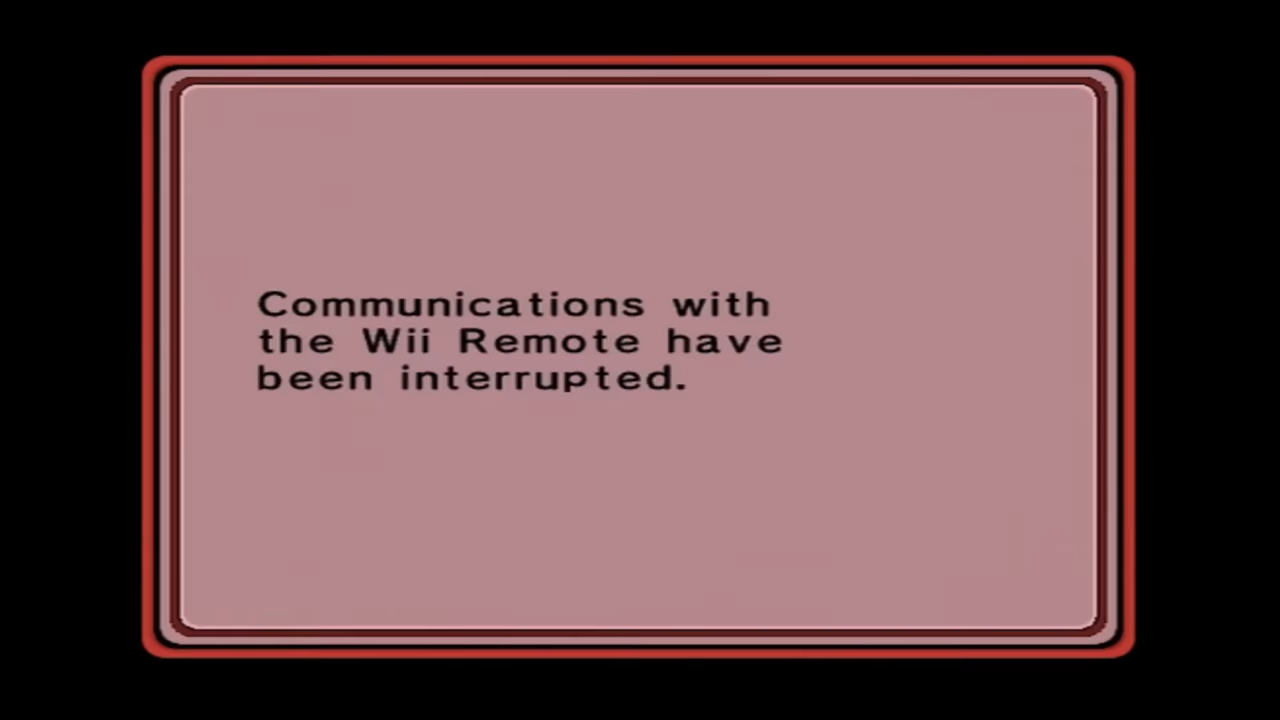 Communications with
the Wii Remote have
been interrupted.